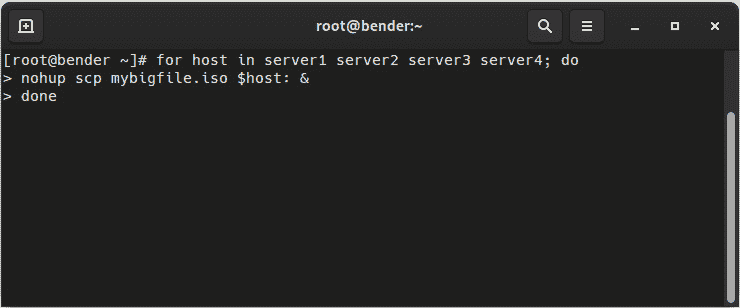 root@bender:~
[root@bender ~]# for host in server1 server2 server3 server4; do
> nohup scp mybigfile.iso $host: &
> done